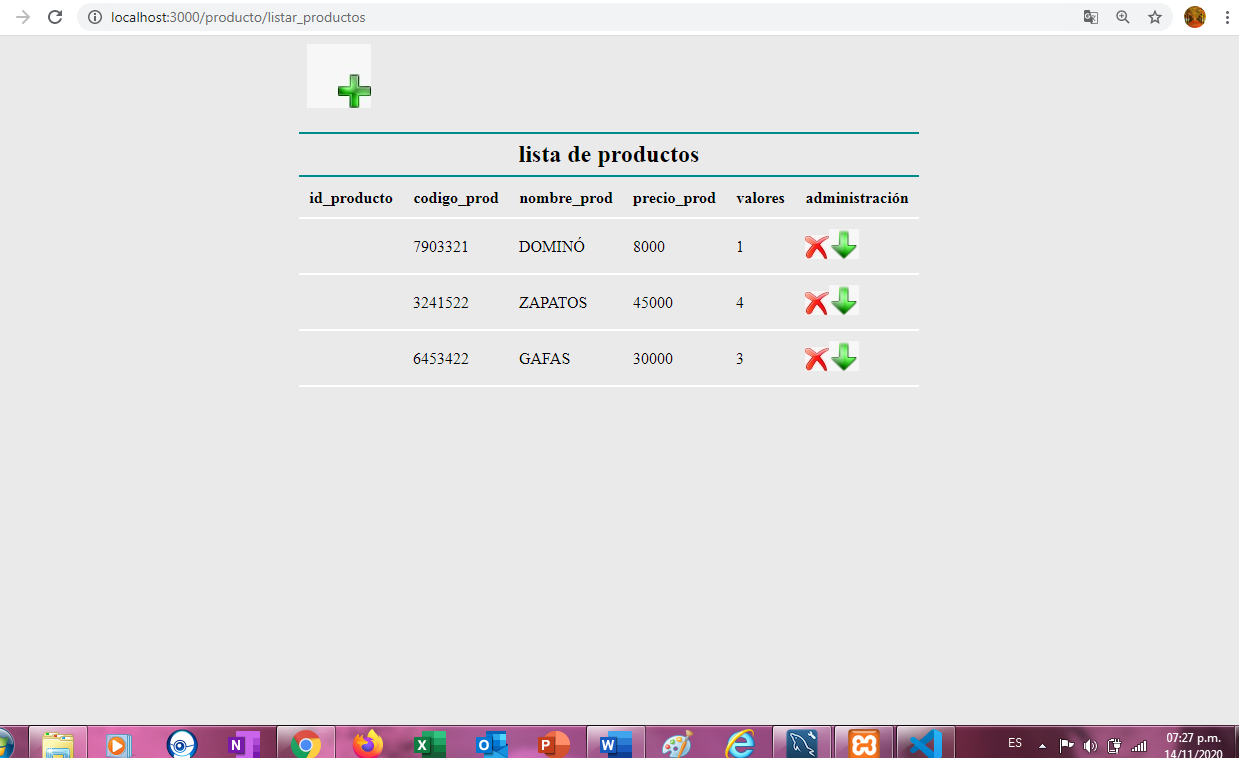 localhost:3000/producto/listar_productos
lista de productos
id_producto codigo_prod nombre_prod precio_prod valores administración
7903321 DOMINÓ 8000 1
3241522 ZAPATOS 45000 4
6453422 GAFAS 30000 3
ES 07:27 p.m.
14/11/2020